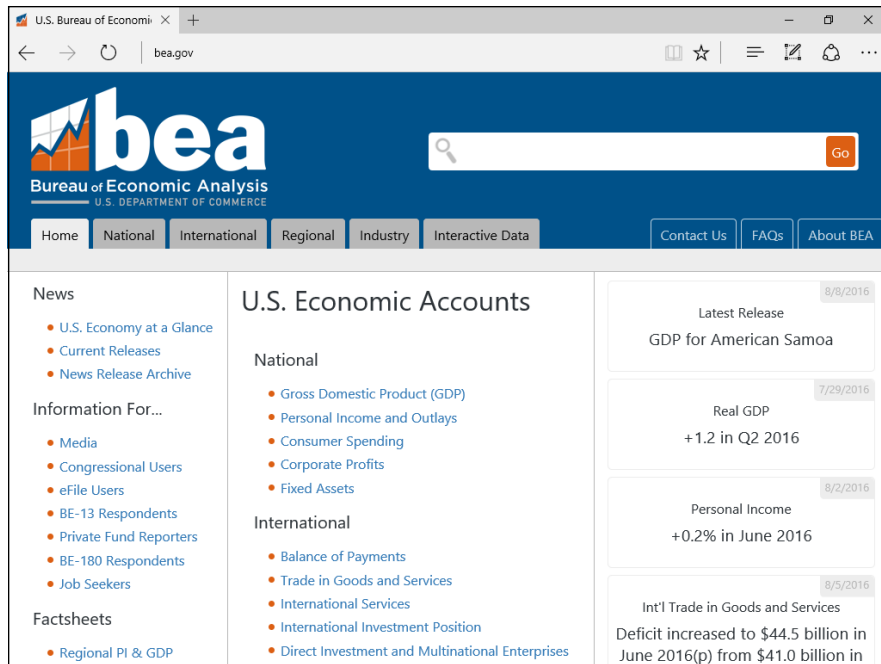 U.S. Bureau of Economi
bea.gov
bea
Bureau of Economic Analysis
U.S. DEPARTMENT OF COMMERCE
Go
Home
National
International
Regional
Industry
Interactive Data
Contact Us
FAQs
About BEA
News
U.S. Economy at a Glance
Current Releases
News Release Archive
Information For...
Media
Congressional Users
eFile Users
BE-13 Respondents
Private Fund Reporters
BE-180 Respondents
Job Seekers
Factsheets
Regional PI & GDP
U.S. Economic Accounts
National
Gross Domestic Product (GDP)
Personal Income and Outlays
Consumer Spending
Corporate Profits
Fixed Assets
International
Balance of Payments
Trade in Goods and Services
International Services
International Investment Position
Direct Investment and Multinational Enterprises
8/8/2016
Latest Release
GDP for American Samoa
7/29/2016
Real GDP
+1.2 in Q2 2016
8/2/2016
Personal Income
+0.2% in June 2016
8/5/2016
Int'l Trade in Goods and Services
Deficit increased to $44.5 billion in
June 2016(p) from $41.0 billion in